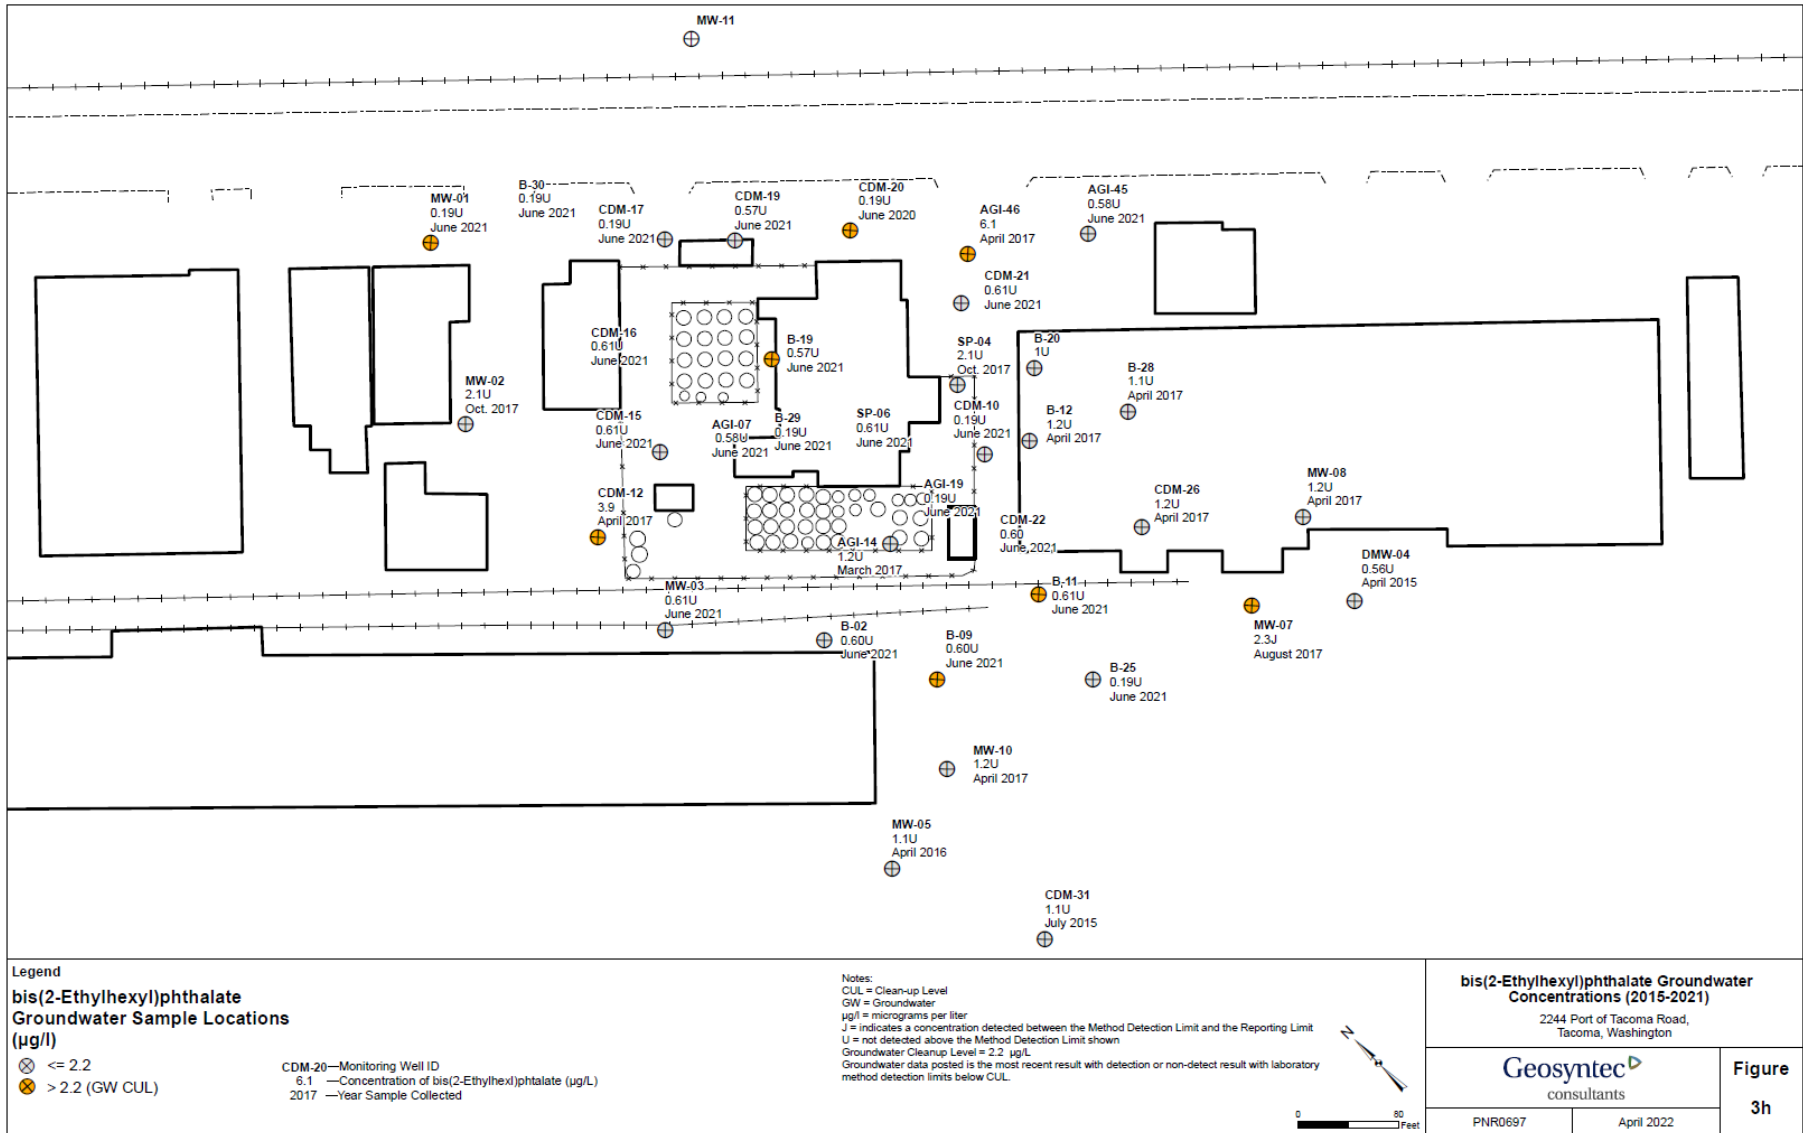 MW-11
MW-01
0.19U
June 2021
B-30
0.19U
June 2021
CDM-17
0.19U
June 2021
CDM-19
0.57U
June 2021
CDM-20
0.19U
June 2020
AGI-46
6.1
April 2017
AGI-45
0.58U
June 2021
CDM-21
0.61U
June 2021
CDM-16
0.61U
June 2021
B-19
0.57U
June 2021
SP-04
2.1U
Oct. 2017
B-20
1U
B-28
1.1U
April 2017
MW-02
2.1U
Oct. 2017
CDM-15
0.61U
June 2021
AGI-07
0.58U
June 2021
B-29
0.19U
June 2021
SP-06
0.61U
June 2021
CDM-10
0.19U
June 2021
B-12
1.2U
April 2017
CDM-12
3.9
April 2017
AGI-19
0.19U
June 2021
CDM-22
0.60
June 2021
CDM-26
1.2U
April 2017
MW-08
1.2U
April 2017
AGI-14
1.2U
March 2017
DMW-04
0.56U
April 2015
MW-03
0.61U
June 2021
B-11
0.61U
June 2021
B-02
0.60U
June 2021
B-09
0.60U
June 2021
MW-07
2.3J
August 2017
B-25
0.19U
June 2021
MW-10
1.2U
April 2017
MW-05
1.1U
April 2016
CDM-31
1.1U
July 2015
Legend
bis(2-Ethylhexyl)phthalate
Groundwater Sample Locations
(µg/l)
<= 2.2
> 2.2 (GW CUL)
CDM-20—Monitoring Well ID
6.1 —Concentration of bis(2-Ethylhexl)phtalate (µg/L)
2017 —Year Sample Collected
Notes:
CUL = Clean-up Level
GW = Groundwater
µg/l = micrograms per liter
J = indicates a concentration detected between the Method Detection Limit and the Reporting Limit
U = not detected above the Method Detection Limit shown
Groundwater Cleanup Level = 2.2 µg/L
Groundwater data posted is the most recent result with detection or non-detect result with laboratory
method detection limits below CUL.
N
0 80
Feet
bis(2-Ethylhexyl)phthalate Groundwater
Concentrations (2015-2021)
2244 Port of Tacoma Road,
Tacoma, Washington
Geosyntec
consultants
Figure
3h
PNR0697
April 2022